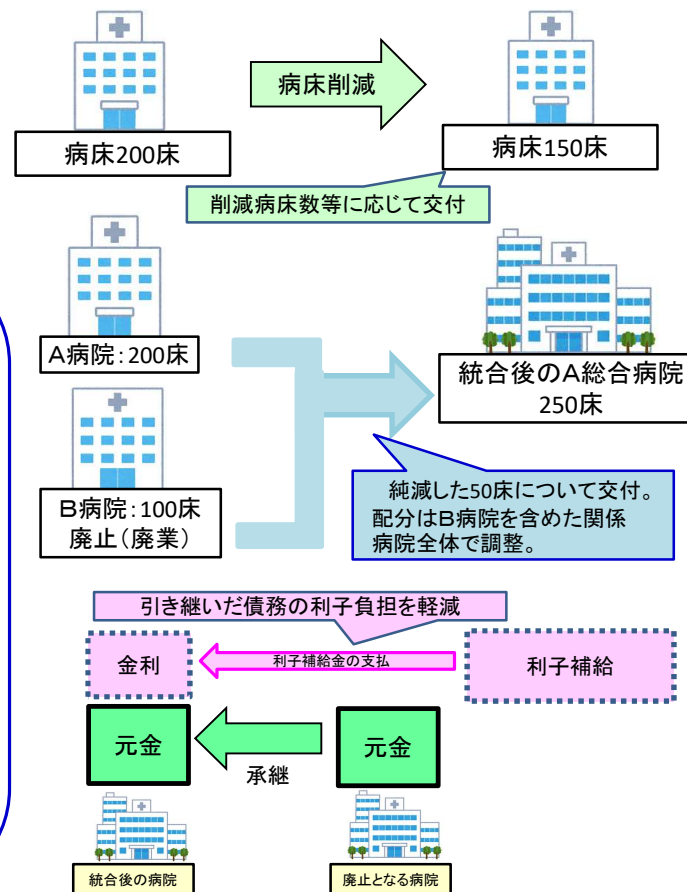 病床削減
病床200床
病床150床
削減病床数等に応じて交付
A病院:200床
統合後のA総合病院
250床
B病院:100床
廃止(廃業)
純減した50床について交付。
配分はB病院を含めた関係
病院全体で調整。
引き継いだ債務の利子負担を軽減
金利
利子補給金の支払
利子補給
元金
元金
承継
統合後の病院
廃止となる病院